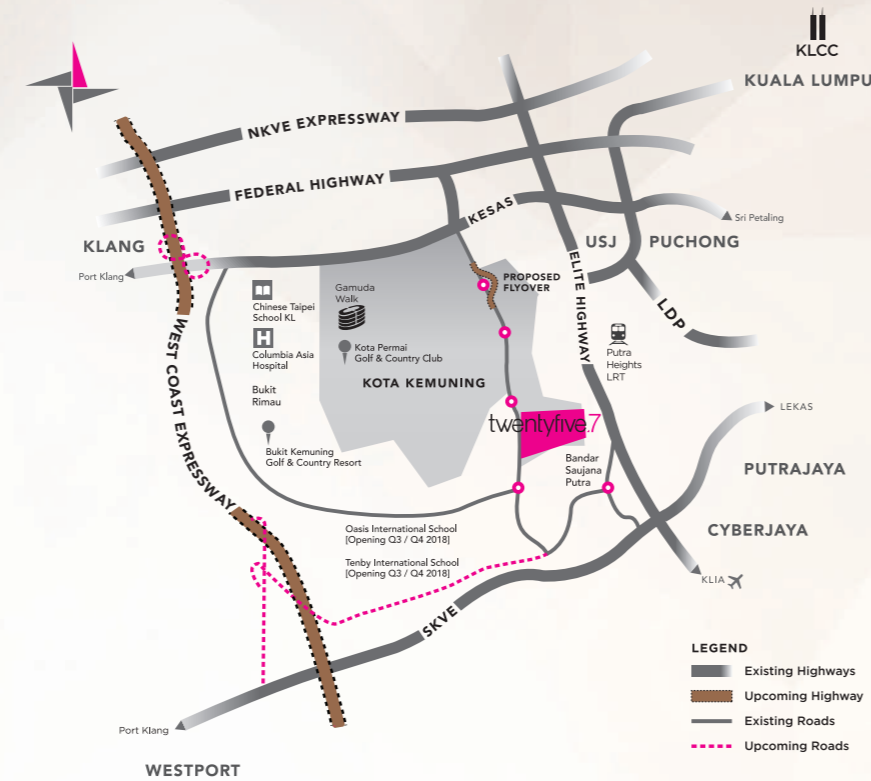 KLCC
KUALA LUMPU
NKVE EXPRESSWAY
FEDERAL HIGHWAY
KESAS
Sri Petaling
KLANG
USJ
PUCHONG
Port Klang
PROPOSED
FLYOVER
ELITE HIGHWAY
LDP
Chinese Taipei
School KL
Gamuda
Walk
H
Columbia Asia
Hospital
Kota Permai
Golf & Country Club
Putra
Heights
LRT
KOTA KEMUNING
Bukit
Rimau
WEST COAST EXPRESSWAY
twentyfive.7
LEKAS
Bukit Kemuning
Golf & Country Resort
Bandar
Saujana
Putra
PUTRAJAYA
Oasis International School
[Opening Q3 / Q4 2018]
CYBERJAYA
Tenby International School
[Opening Q3 / Q4 2018]
KLIA
SKVE
LEGEND
Existing Highways
Upcoming Highway
Existing Roads
Upcoming Roads
Port Klang
WESTPORT